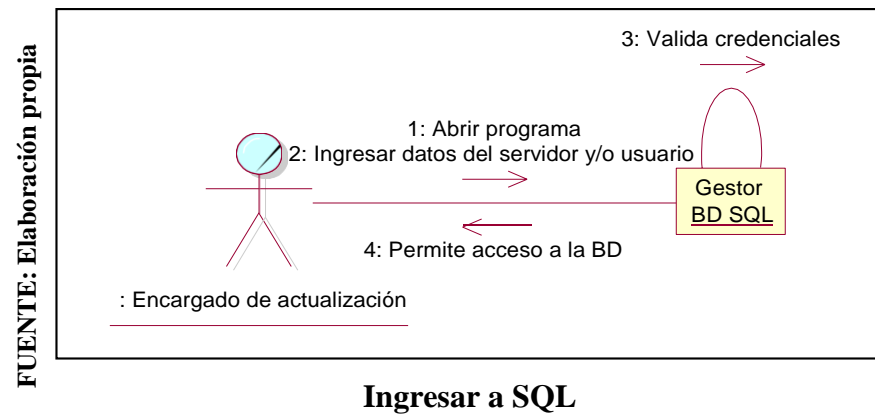 3: Valida credenciales
1: Abrir programa
2: Ingresar datos del servidor y/o usuario
Gestor
BD SQL
4: Permite acceso a la BD
: Encargado de actualización
FUENTE: Elaboración propia
Ingresar a SQL